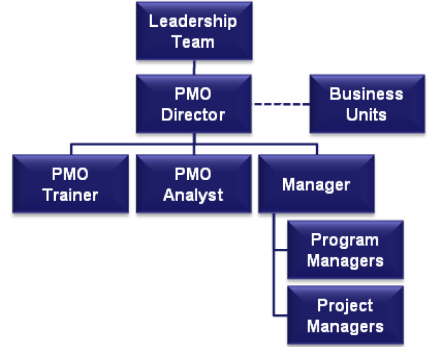 Leadership
Team
PMO
Director
Business
Units
PMO
Trainer
PMO
Analyst
Manager
Program
Managers
Project
Managers